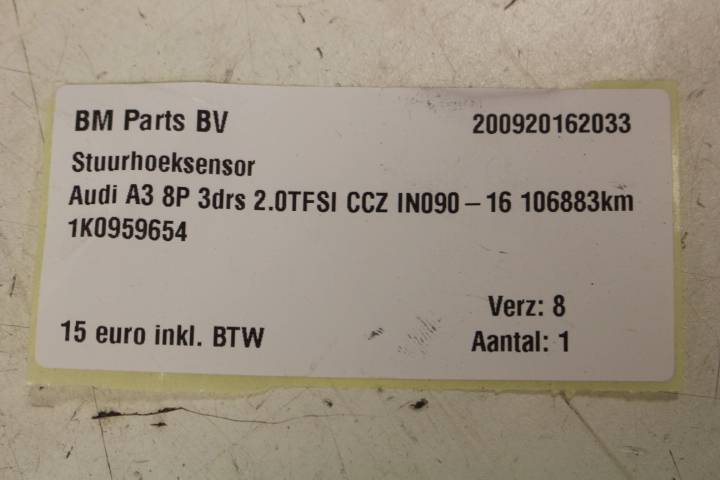 BM Parts BV 200920162033
Stuurhoeksensor
Audi A3 8P 3drs 2.0TFSI CCZ IN090 – 16 106883km
1K0959654
Verz: 8
15 euro inkl. BTW Aantal: 1